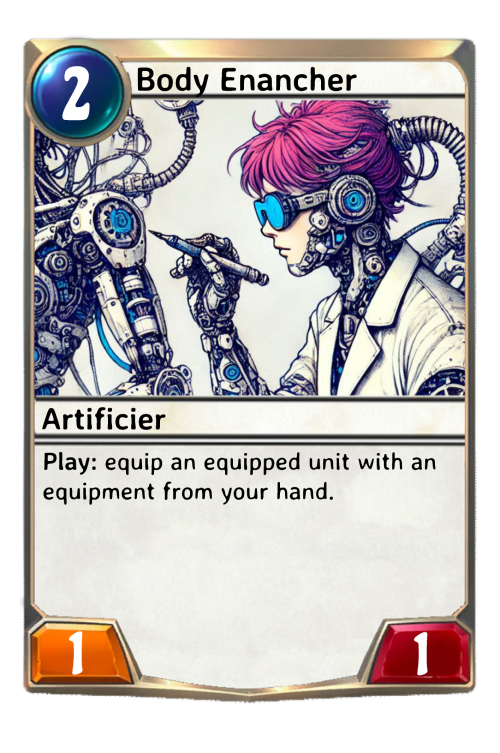 2
Body Enancher
Artificier
Play: equip an equipped unit with an
equipment from your hand.
1
1